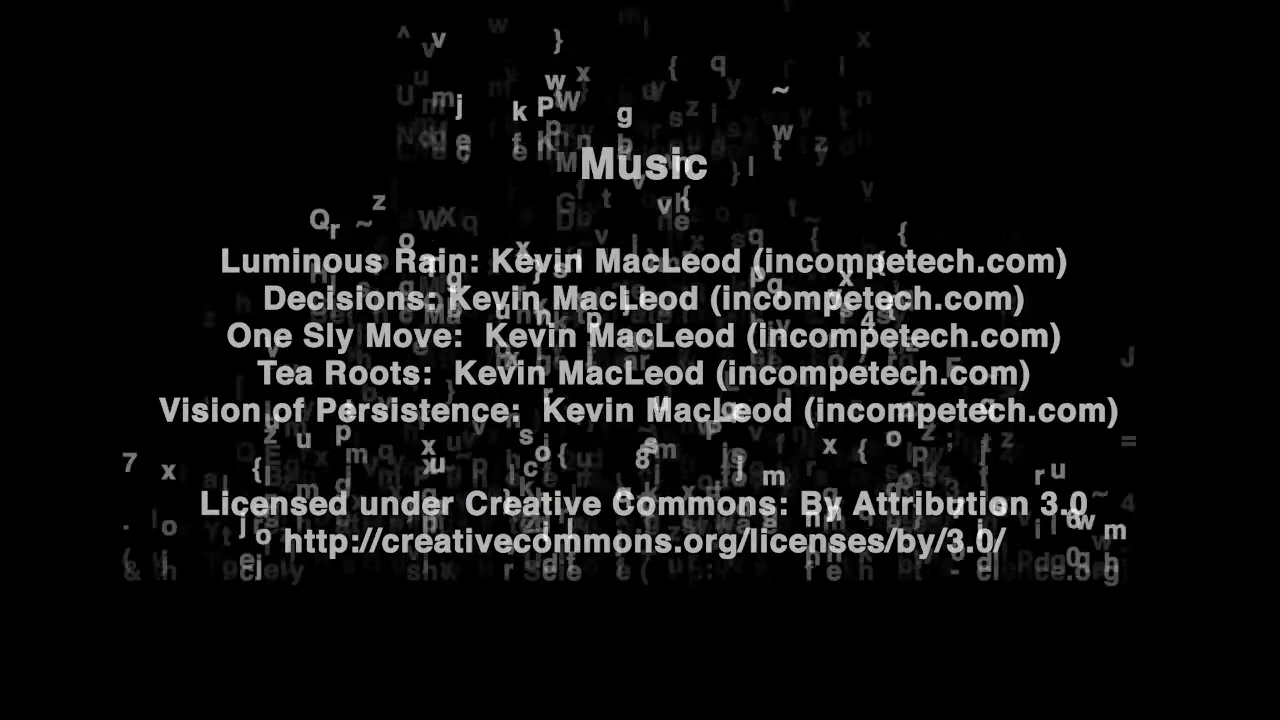 Music
Luminous Rain: Kevin MacLeod (incompetech.com)
Decisions: Kevin MacLeod (incompetech.com)
One Sly Move:  Kevin MacLeod (incompetech.com)
Tea Roots:  Kevin MacLeod (incompetech.com)
Vision of Persistence:  Kevin MacLeod (incompetech.com)
Licensed under Creative Commons: By Attribution 3.0
http://creativecommons.org/licenses/by/3.0/